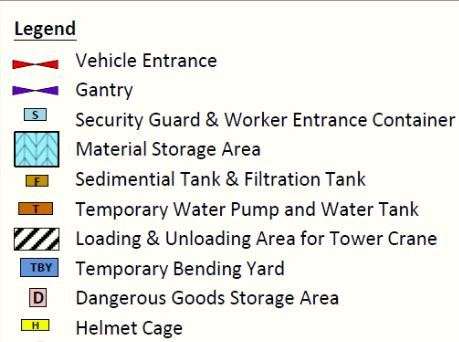 Legend
Vehicle Entrance
Gantry
S Security Guard & Worker Entrance Container
Material Storage Area
F Sedimential Tank & Filtration Tank
T Temporary Water Pump and Water Tank
Loading & Unloading Area for Tower Crane
TBY Temporary Bending Yard
D Dangerous Goods Storage Area
H Helmet Cage